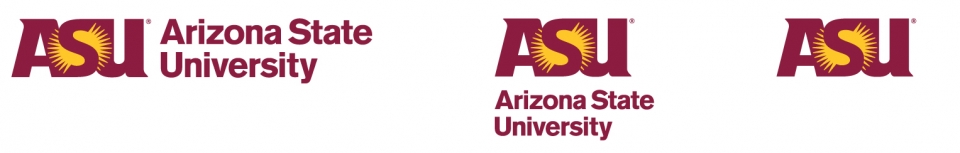 ASU® Arizona State
University
ASU®
Arizona State
University
ASU®